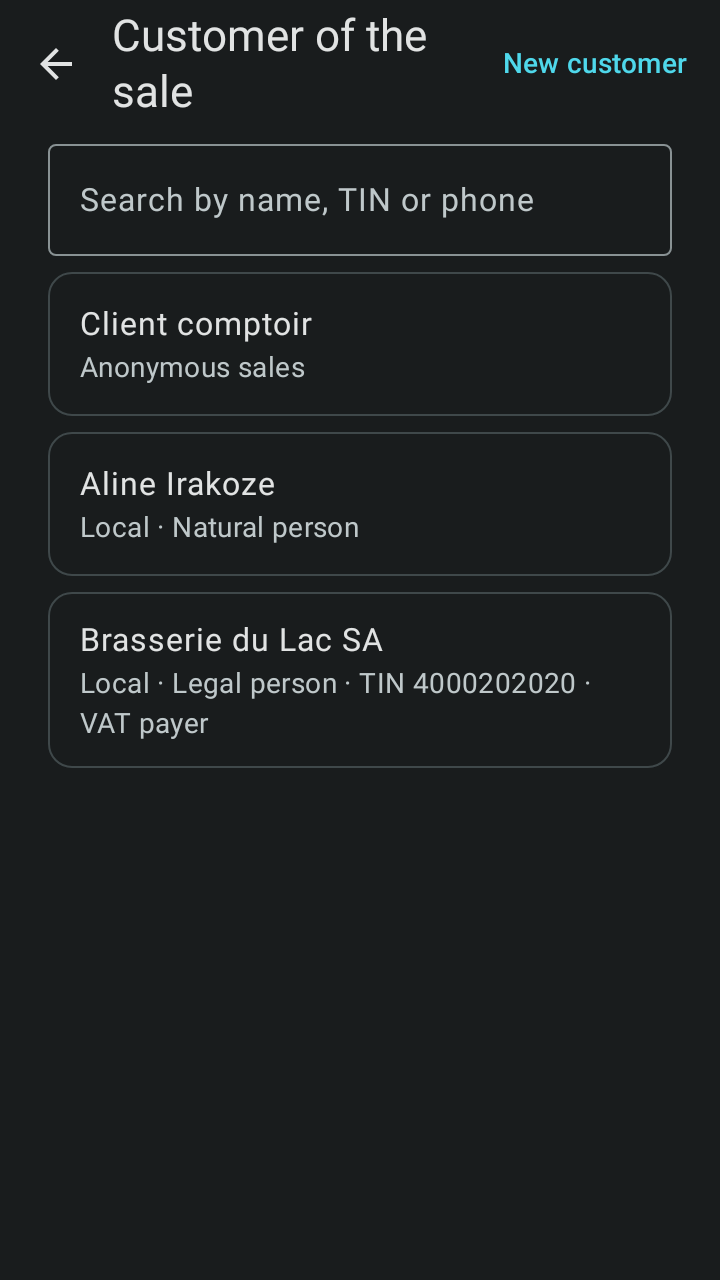 Customer of the
sale
New customer
Search by name, TIN or phone
Client comptoir
Anonymous sales
Aline Irakoze
Local · Natural person
Brasserie du Lac SA
Local · Legal person · TIN 4000202020 ·
VAT payer